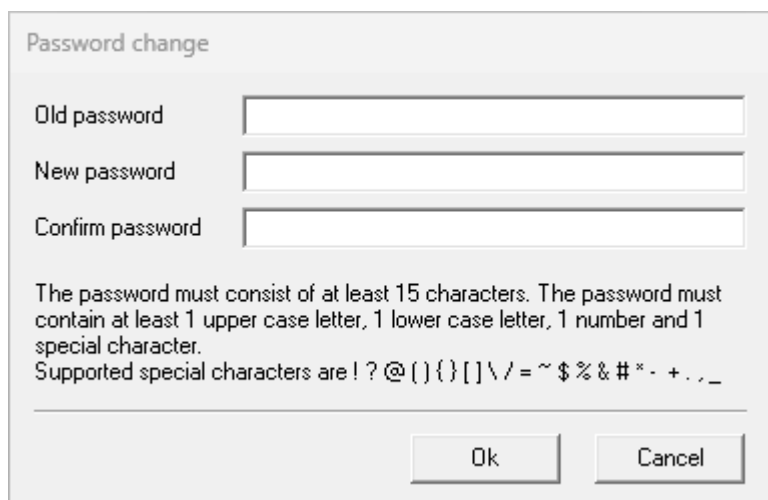 Password change
Old password
New password
Confirm password
The password must consist of at least 15 characters. The password must
contain at least 1 upper case letter, 1 lower case letter, 1 number and 1
special character.
Supported special characters are ! ? @ ( ) { } [ ] \ / = ~ $ % & # * - + . , _
Ok
Cancel